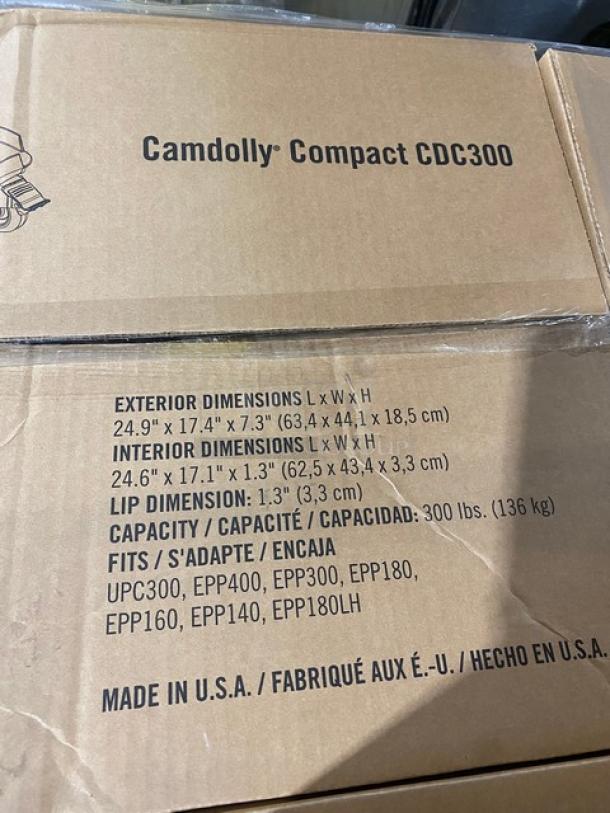 Camdolly® Compact CDC300
EXTERIOR DIMENSIONS L x W x H
24.9" x 17.4" x 7.3" (63,4 x 44,1 x 18,5 cm)
INTERIOR DIMENSIONS L x W x H
24.6" x 17.1" x 1.3" (62,5 x 43,4 x 3,3 cm)
LIP DIMENSION: 1.3" (3,3 cm)
CAPACITY / CAPACITÉ / CAPACIDAD: 300 lbs. (136 kg)
FITS / S'ADAPTE / ENCAJA
UPC300, EPP400, EPP300, EPP180,
EPP160, EPP140, EPP180LH
MADE IN U.S.A. / FABRIQUÉ AUX É.-U. / HECHO EN U.S.A.